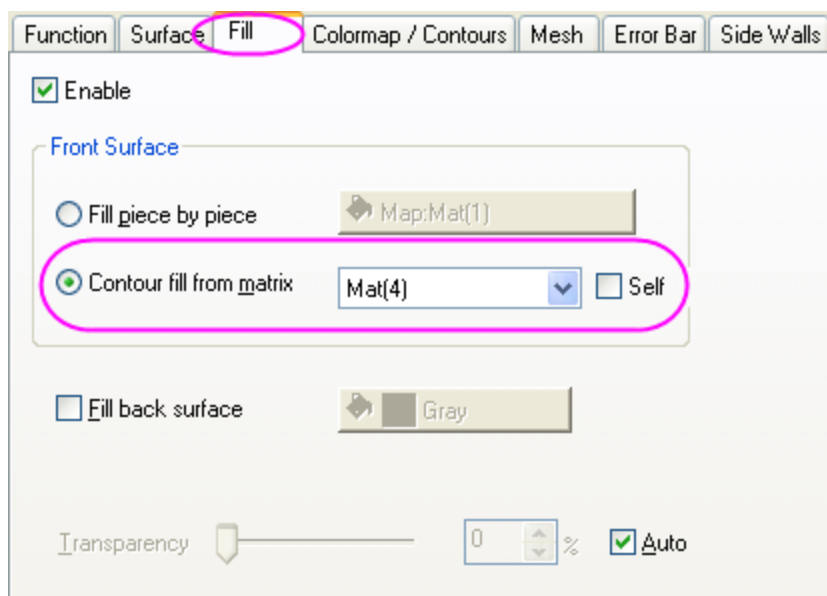 Function Surface Fill Colormap / Contours Mesh Error Bar Side Walls
Enable
Front Surface
Fill piece by piece Map:Mat(1)
Contour fill from matrix Mat(4) Self
Fill back surface Gray
Transparency 0 % Auto